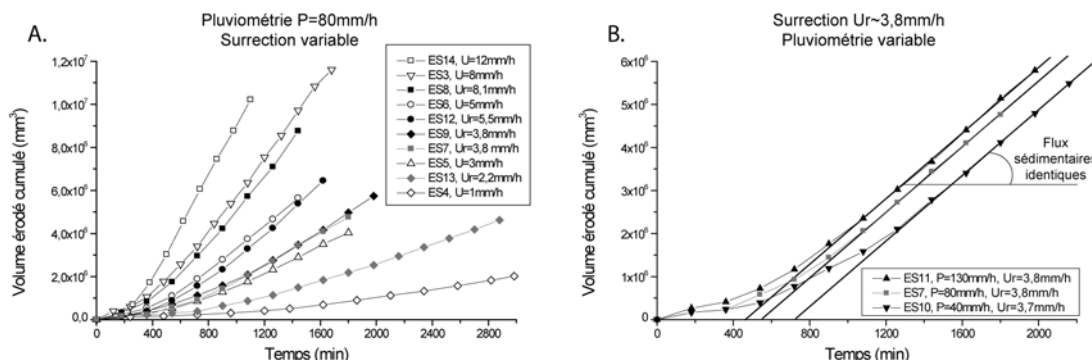 Pluviométrie P=80mm/h
Surrection variable
A.
Volume érodé cumulé (mm³)
1,2x10⁷
1,0x10⁷
8,0x10⁶
6,0x10⁶
4,0x10⁶
2,0x10⁶
0,0
0 400 800 1200 1600 2000 2400 2800
Temps (min)
ES14, U=12mm/h
ES3, U=8mm/h
ES8, Ur=8,1mm/h
ES6, U=5mm/h
ES12, Ur=5,5mm/h
ES9, Ur=3,8mm/h
ES7, Ur=3,8 mm/h
ES5, U=3mm/h
ES13, Ur=2,2mm/h
ES4, U=1mm/h
Surrection Ur~3,8mm/h
Pluviométrie variable
B.
Volume érodé cumulé (mm³)
6x10⁶
5x10⁶
4x10⁶
3x10⁶
2x10⁶
1x10⁶
0
0 400 800 1200 1600 2000
Temps (min)
Flux
sédimentaires
identiques
ES11, P=130mm/h, Ur=3,8mm/h
ES7, P=80mm/h, Ur=3,8mm/h
ES10, P=40mm/h, Ur=3,7mm/h